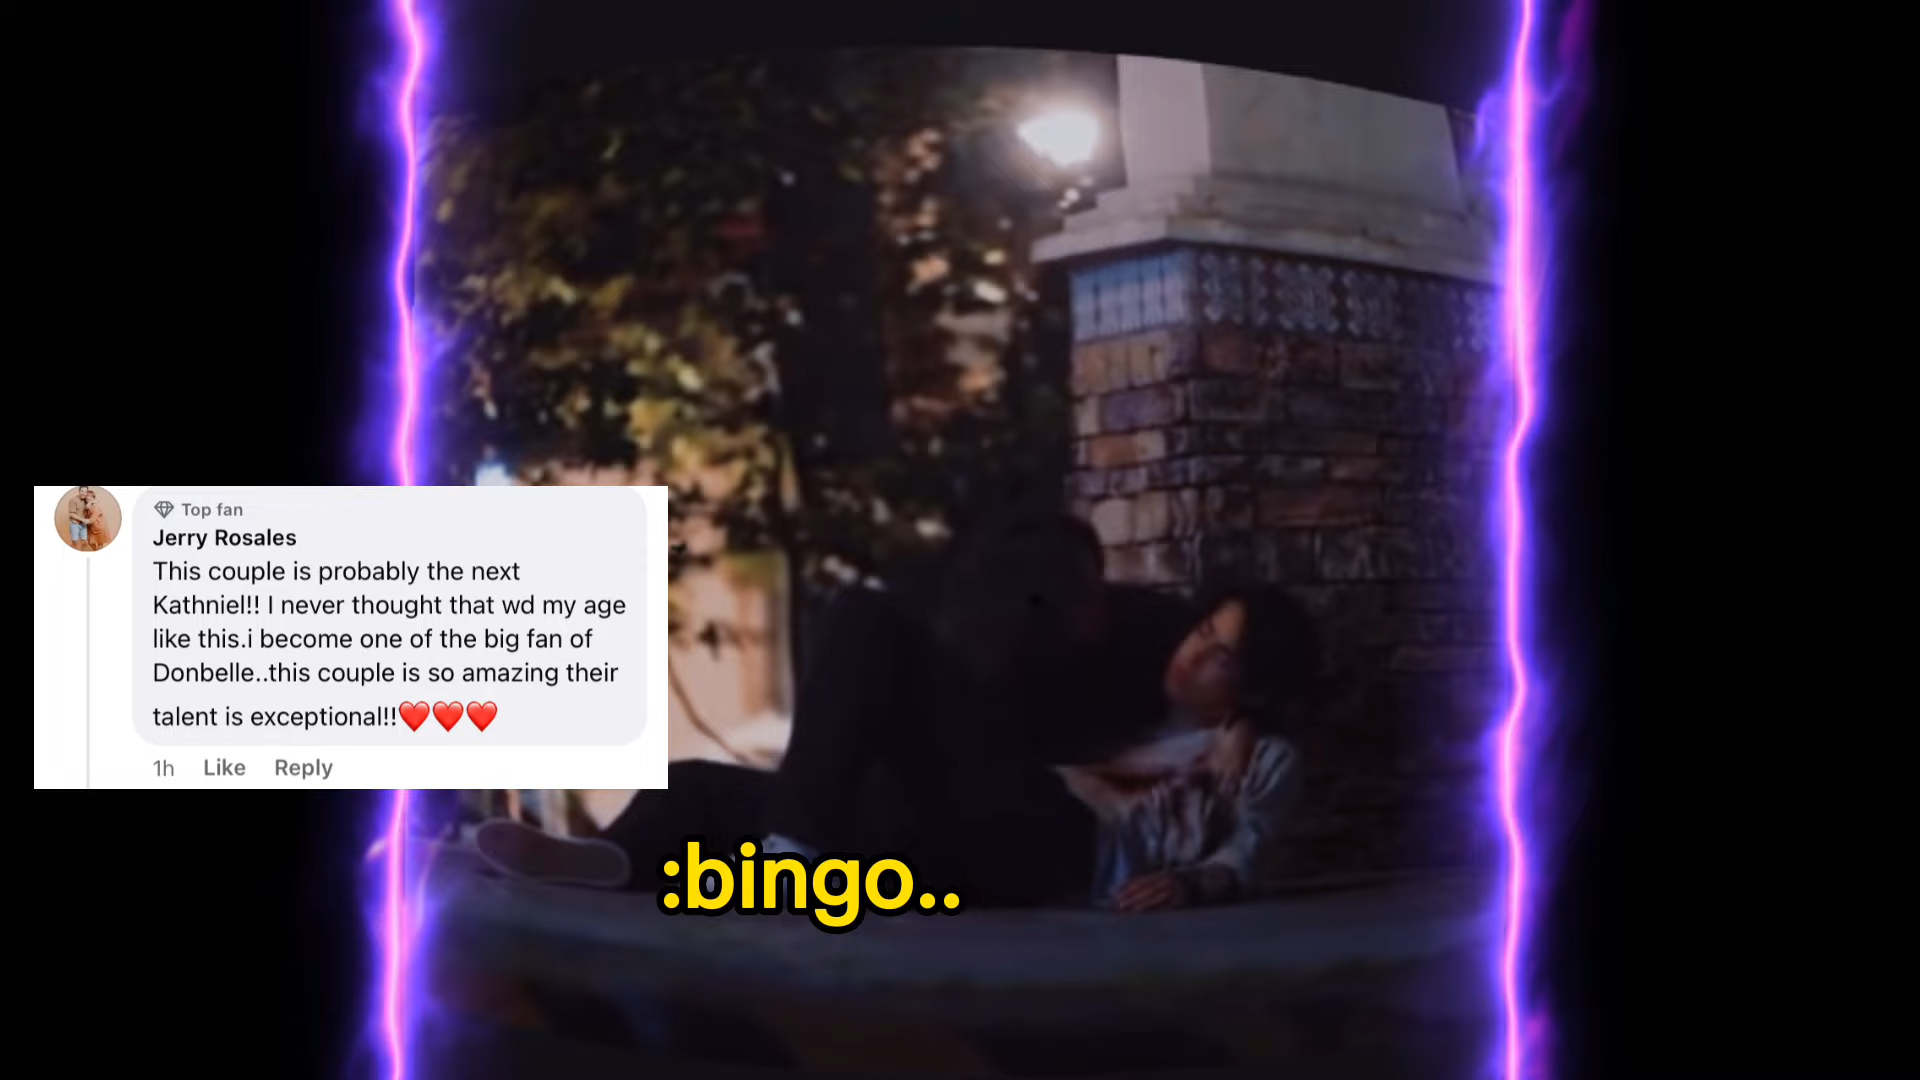 Top fan
Jerry Rosales
This couple is probably the next
Kathniel!! I never thought that wd my age
like this.i become one of the big fan of
Donbelle..this couple is so amazing their
talent is exceptional!!❤️❤️❤️
1h Like Reply
:bingo..